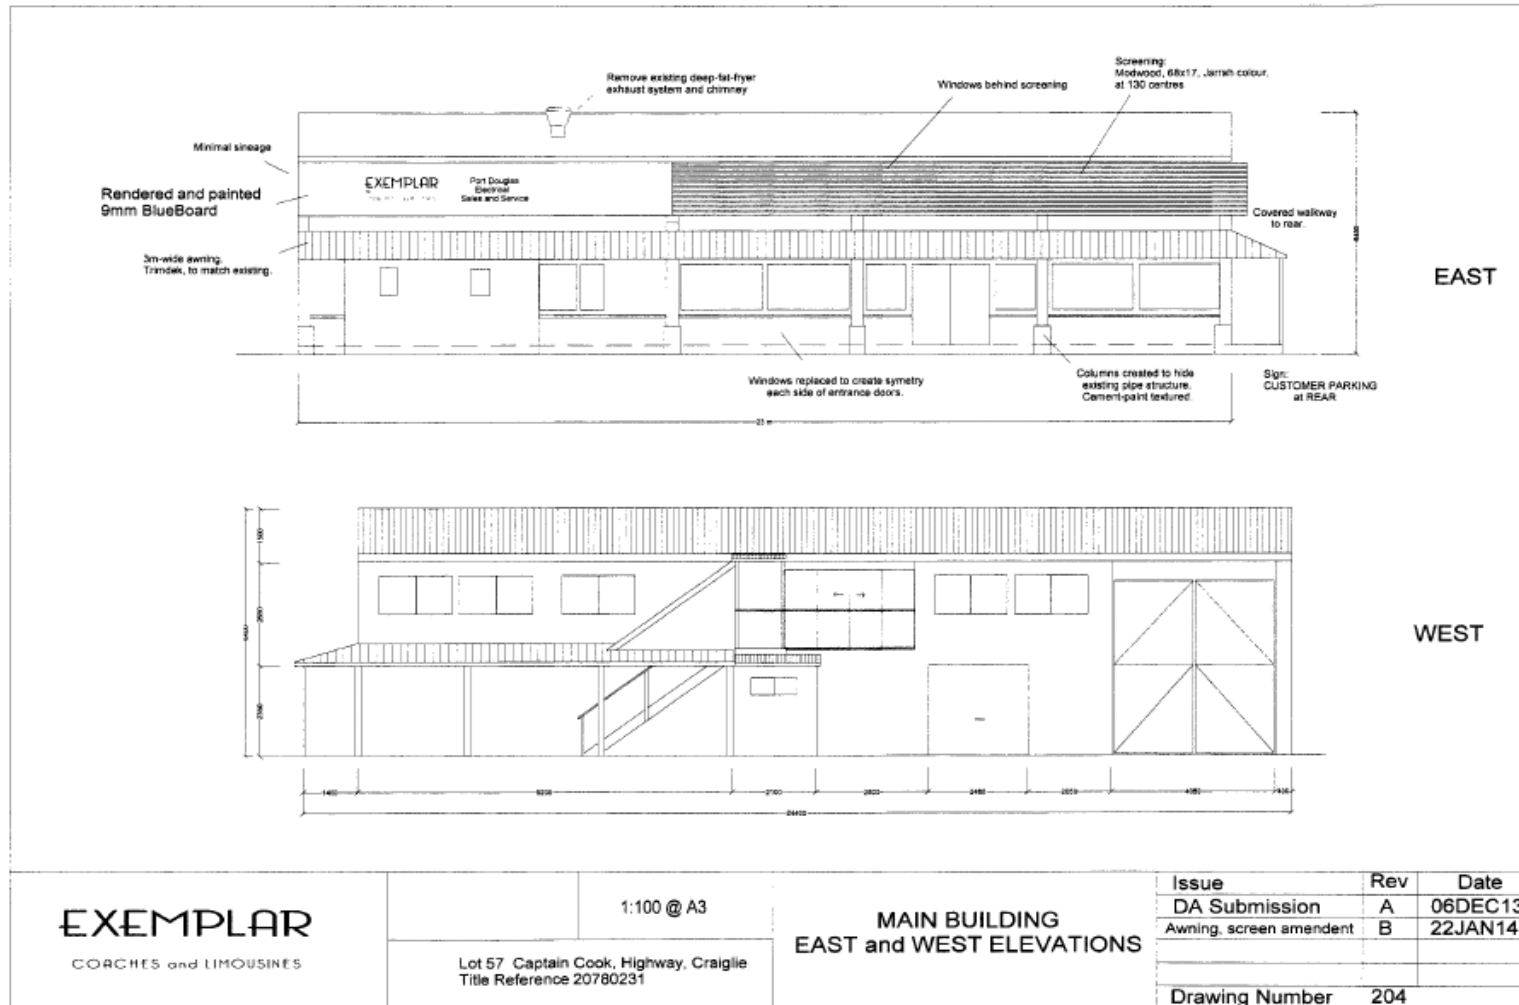 Remove existing deep-fat-fryer
exhaust system and chimney
Windows behind screening
Screening:
Modwood, 68x17, Jarrah colour,
at 130 centres
Minimal sineage
Rendered and painted
9mm BlueBoard
EXEMPLAR
Port Douglas
Electrical
Sales and Service
Covered walkway
to rear.
3m-wide awning.
Trimdek, to match existing.
EAST
Windows replaced to create symetry
each side of entrance doors.
Columns created to hide
existing pipe structure.
Cement-paint textured.
Sign:
CUSTOMER PARKING
at REAR
23 m
WEST
EXEMPLAR
COACHES and LIMOUSINES
1:100 @ A3
Lot 57 Captain Cook, Highway, Craiglie
Title Reference 20780231
MAIN BUILDING
EAST and WEST ELEVATIONS
Issue Rev Date
DA Submission A 06DEC13
Awning, screen amendent B 22JAN14
Drawing Number 204